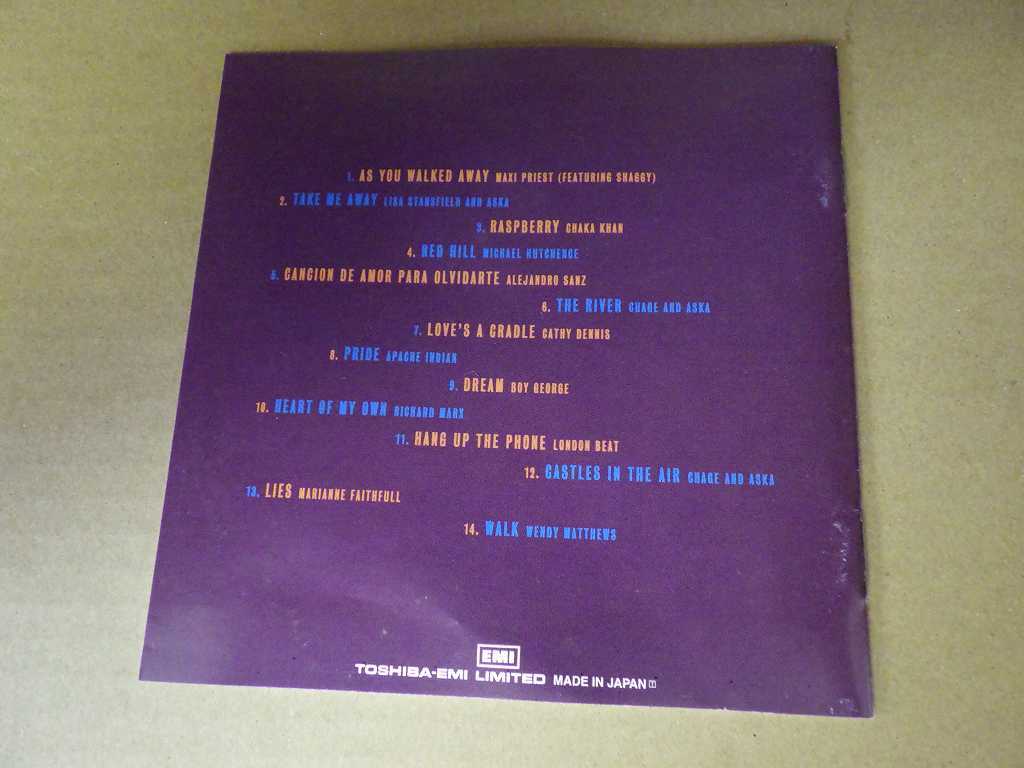 1. AS YOU WALKED AWAY MAXI PRIEST (FEATURING SHAGGY)
2. TAKE ME AWAY LISA STANSFIELD AND ASKA
3. RASPBERRY CHAKA KHAN
4. RED HILL MICHAEL HUTCHENCE
5. CANCION DE AMOR PARA OLVIDARTE ALEJANDRO SANZ
6. THE RIVER CHAGE AND ASKA
7. LOVE'S A CRADLE CATHY DENNIS
8. PRIDE APACHE INDIAN
9. DREAM BOY GEORGE
10. HEART OF MY OWN RICHARD MARX
11. HANG UP THE PHONE LONDON BEAT
12. CASTLES IN THE AIR CHAGE AND ASKA
13. LIES MARIANNE FAITHFULL
14. WALK WENDY MATTHEWS
EMI
TOSHIBA-EMI LIMITED MADE IN JAPAN